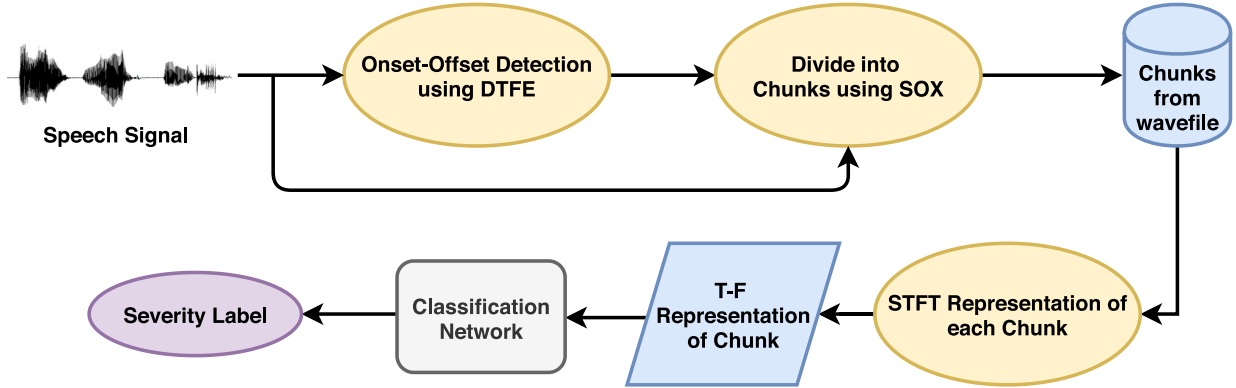 Speech Signal
Onset-Offset Detection
using DTFE
Divide into
Chunks using SOX
Chunks
from
wavefile
Severity Label
Classification
Network
T-F
Representation
of Chunk
STFT Representation of
each Chunk